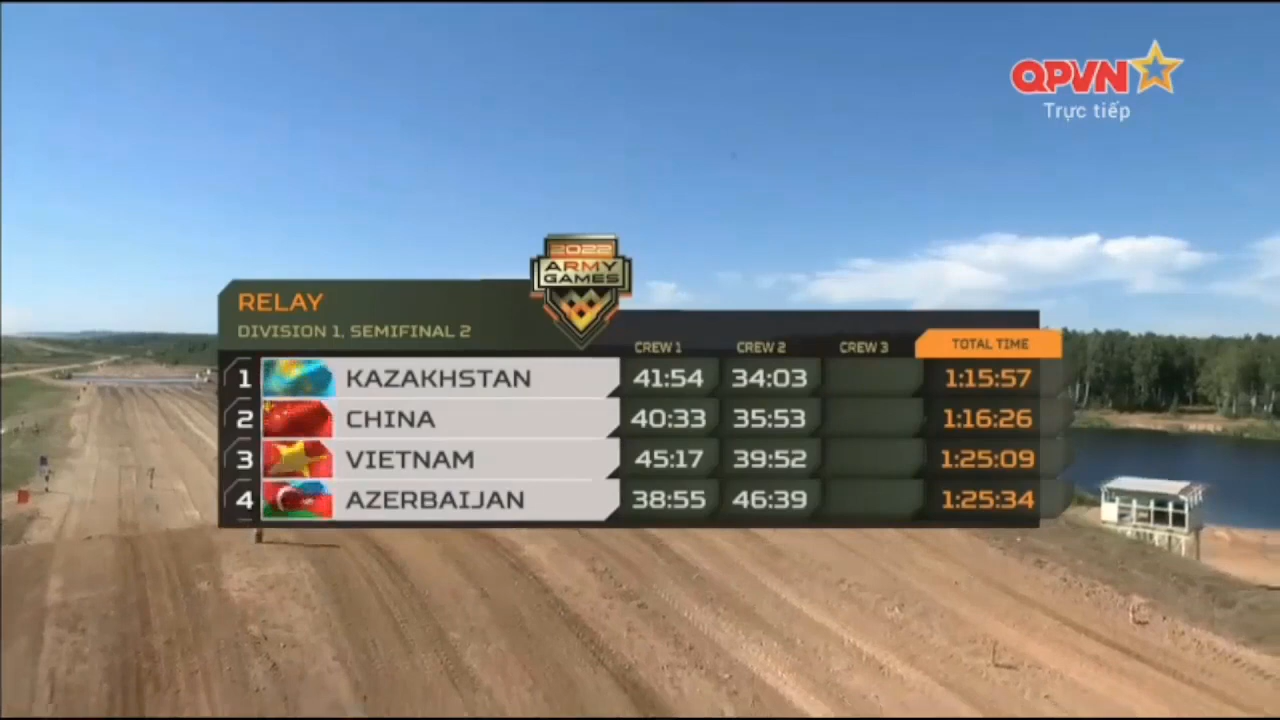 QPVN
Trực tiếp
2022
ARMY
GAMES
RELAY
DIVISION 1, SEMIFINAL 2
CREW 1 CREW 2 CREW 3 TOTAL TIME
1 KAZAKHSTAN 41:54 34:03 1:15:57
2 CHINA 40:33 35:53 1:16:26
3 VIETNAM 45:17 39:52 1:25:09
4 AZERBAIJAN 38:55 46:39 1:25:34